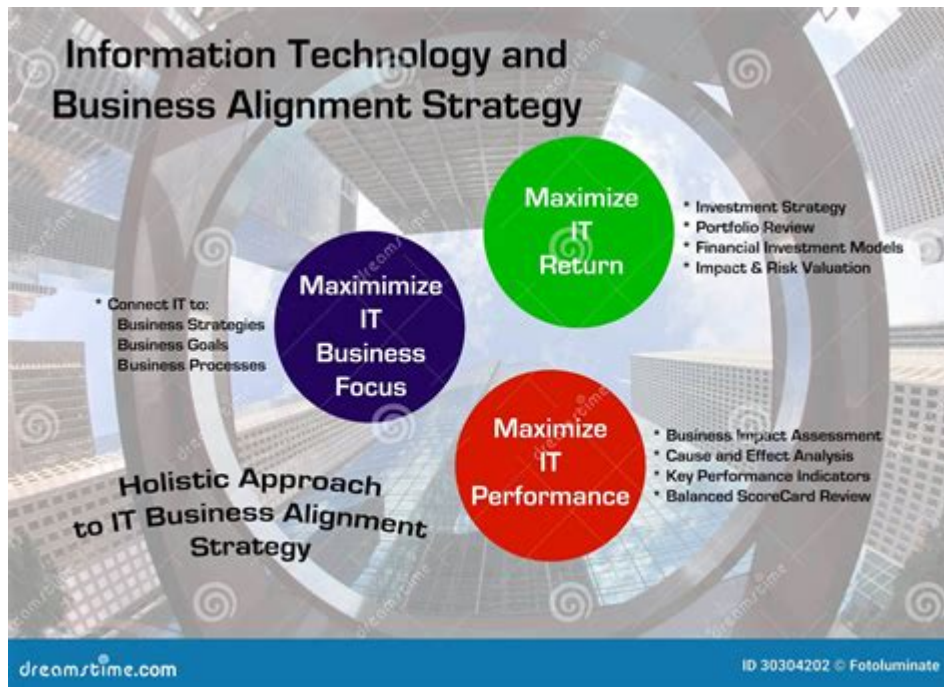 Information Technology and
Business Alignment Strategy
Maximize
IT
Return
* Investment Strategy
* Portfolio Review
* Financial Investment Models
* Impact & Risk Valuation
Maximimize
IT
Business
Focus
* Connect IT to:
Business Strategies
Business Goals
Business Processes
Maximize
IT
Performance
* Business Impact Assessment
* Cause and Effect Analysis
* Key Performance Indicators
* Balanced ScoreCard Review
Holistic Approach
to IT Business Alignment
Strategy
dreamstime.com
ID 30304202 © Fotoluminate